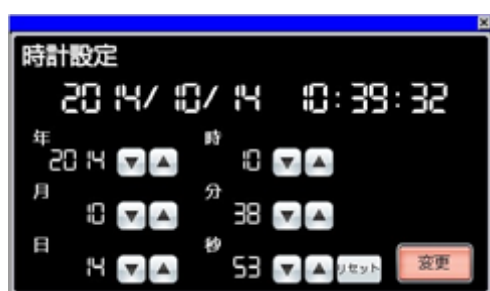 時計設定
2014/10/14 10:39:32
年 時
2014 ▼ ▲ 10 ▼ ▲
月 分
10 ▼ ▲ 38 ▼ ▲
日 秒
14 ▼ ▲ 53 ▼ ▲ リセット 変更